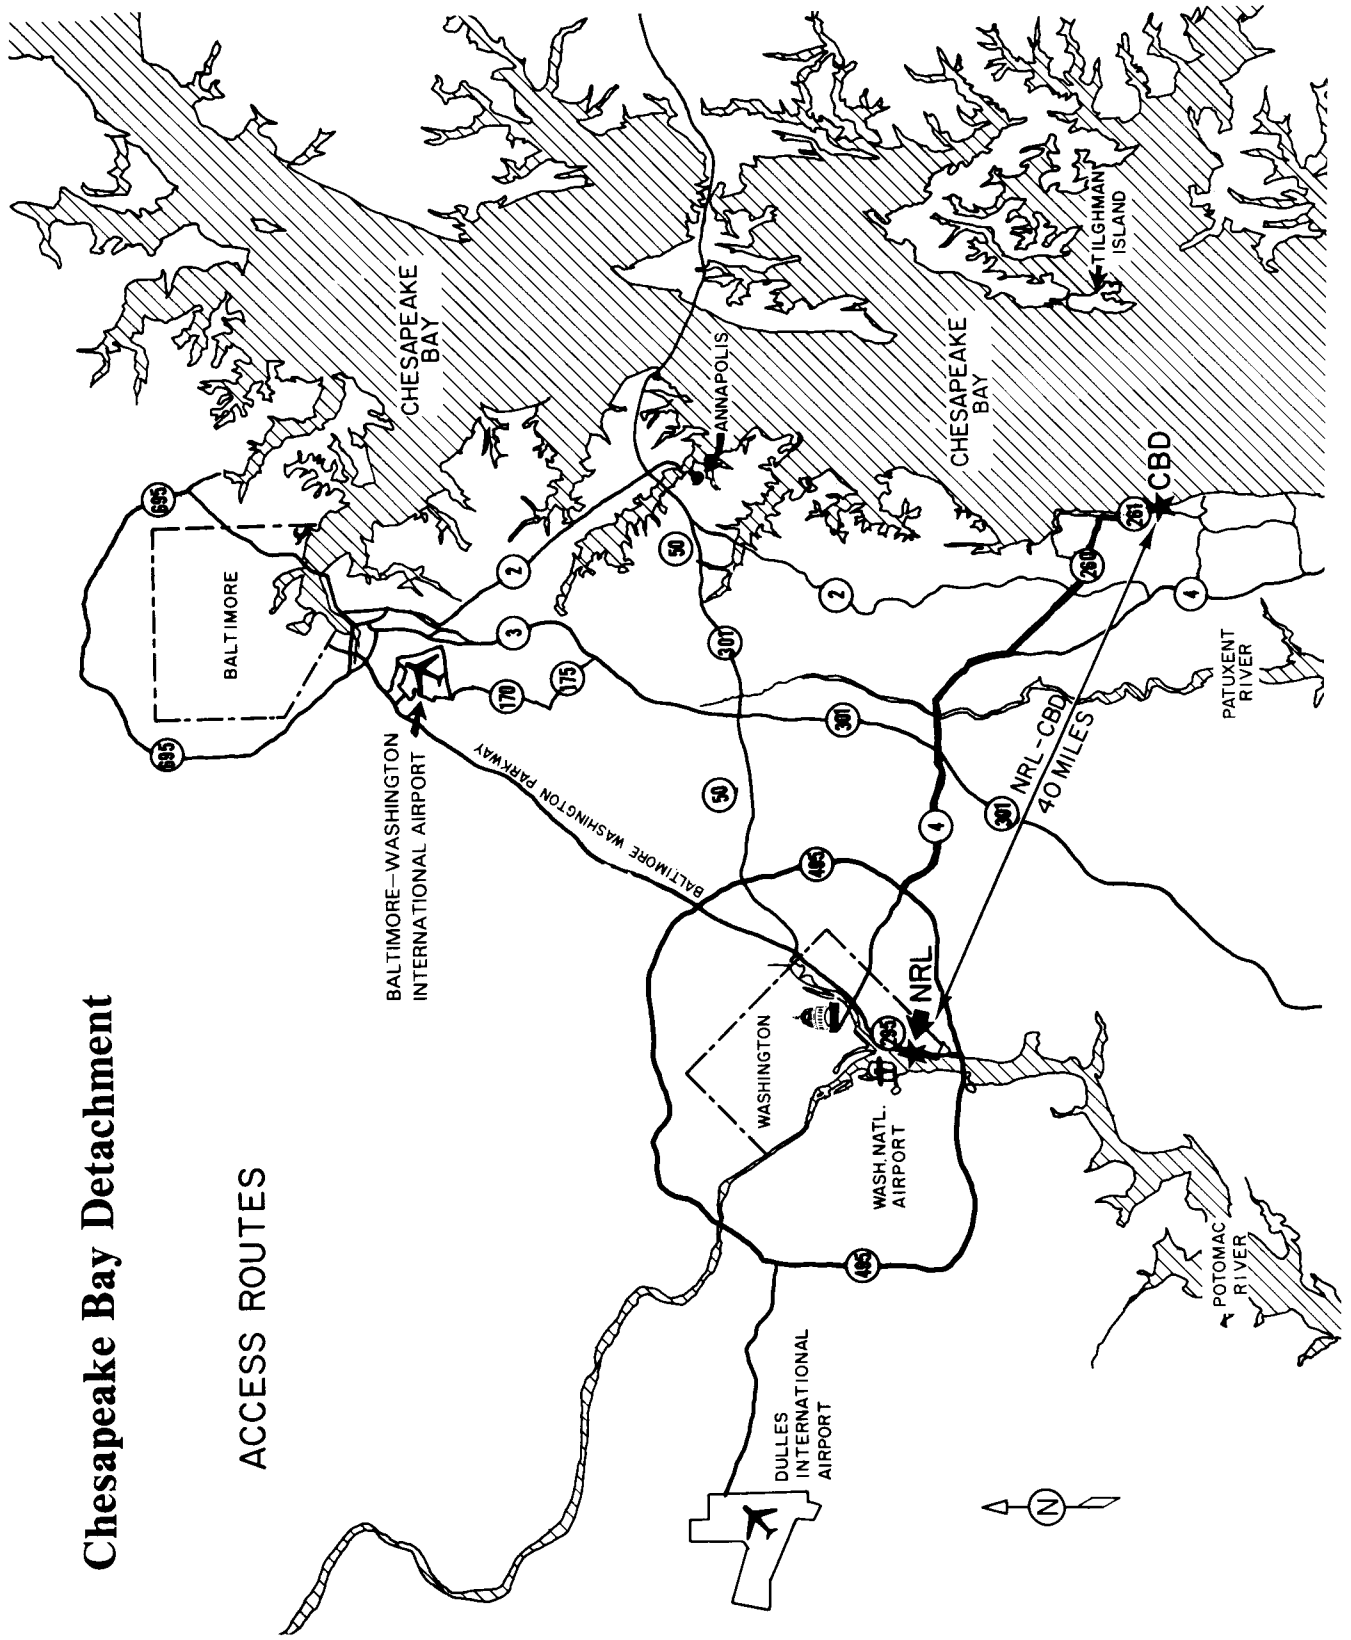 Chesapeake Bay Detachment
ACCESS ROUTES
695
695
BALTIMORE
BALTIMORE–WASHINGTON
INTERNATIONAL AIRPORT
BALTIMORE WASHINGTON PARKWAY
170
175
3
2
CHESAPEAKE
BAY
ANNAPOLIS
50
301
2
50
301
495
495
WASHINGTON
295
NRL
WASH. NATL.
AIRPORT
DULLES
INTERNATIONAL
AIRPORT
4
301
NRL-CBD
40 MILES
260
261
CBD
4
CHESAPEAKE
BAY
TILGHMAN
ISLAND
PATUXENT
RIVER
POTOMAC
RIVER
N